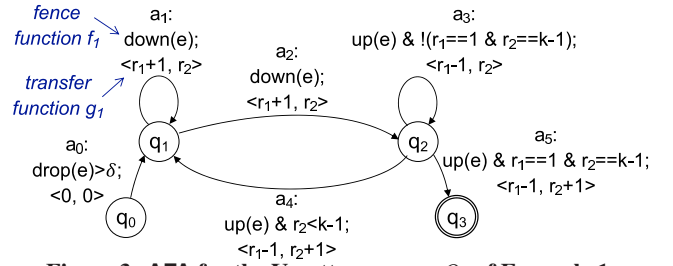 fence
function f1
a1:
down(e);
<r1+1, r2>
transfer
function g1
a2:
down(e);
<r1+1, r2>
a3:
up(e) & !(r1==1 & r2==k-1);
<r1-1, r2>
a0:
drop(e)>δ;
<0, 0>
q1
q2
a5:
up(e) & r1==1 & r2==k-1;
<r1-1, r2+1>
q0
a4:
up(e) & r2<k-1;
<r1-1, r2+1>
q3